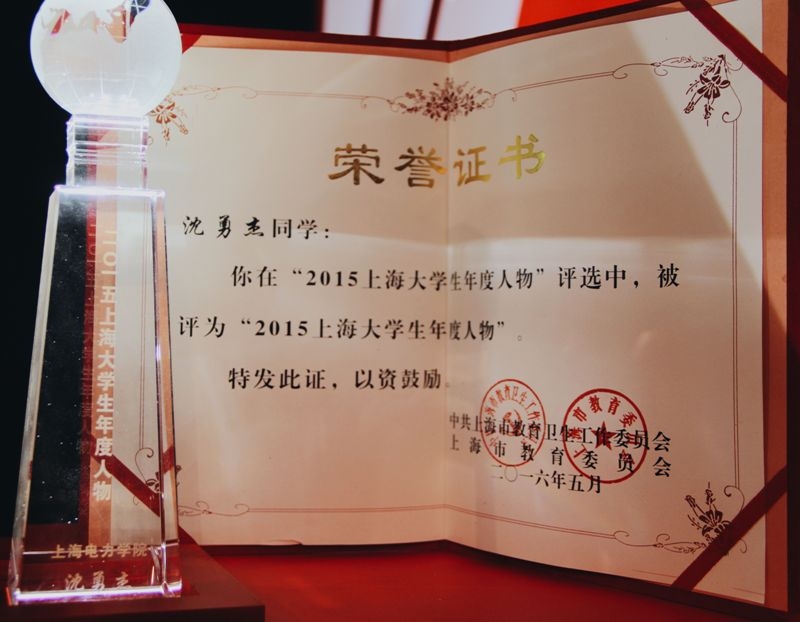 荣誉证书
沈勇杰同学：
你在“2015上海大学生年度人物”评选中，被
评为“2015上海大学生年度人物”。
特发此证，以资鼓励。
中共上海市教育卫生工作委员会
上海市教育委员会
二〇一六年五月
二〇一五上海大学生年度人物
上海电力学院
沈勇杰